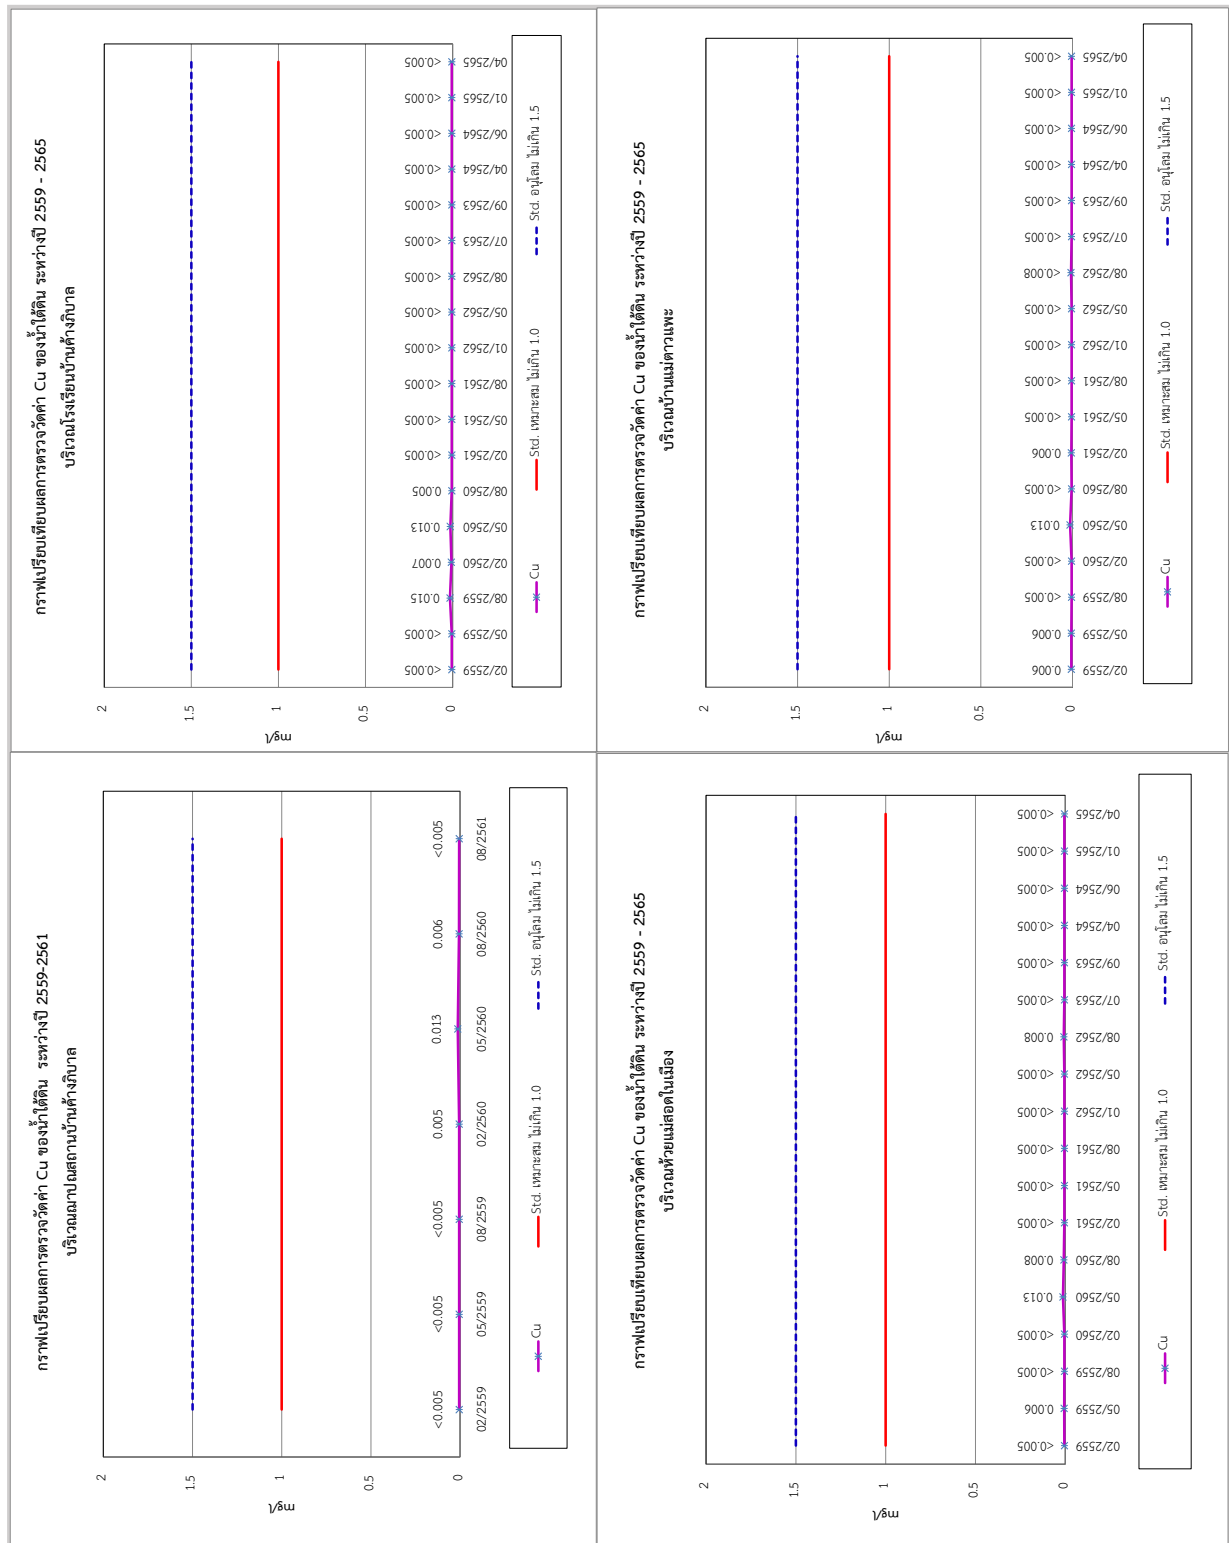 กราฟเปรียบผลการตรวจวัดค่า Cu ของน้ำใต้ดิน ระหว่างปี 2559-2561
บริเวณฌาปณสถานบ้านค้างภิบาล
mg/l
2
1.5
1
0.5
0
<0.005 <0.005 <0.005 0.005 0.013 0.006 <0.005
02/2559 05/2559 08/2559 02/2560 05/2560 08/2560 08/2561
Cu Std. เหมาะสม ไม่เกิน 1.0 Std. อนุโลม ไม่เกิน 1.5
กราฟเปรียบเทียบผลการตรวจวัดค่า Cu ของน้ำใต้ดิน ระหว่างปี 2559 - 2565
บริเวณโรงเรียนบ้านค้างภิบาล
mg/l
2
1.5
1
0.5
0
<0.005 <0.005 0.015 0.007 0.013 0.005 <0.005 <0.005 <0.005 <0.005 <0.005 <0.005 <0.005 <0.005 <0.005 <0.005 <0.005 <0.005
02/2559 05/2559 08/2559 02/2560 05/2560 08/2560 02/2561 05/2561 08/2561 01/2562 05/2562 08/2562 07/2563 09/2563 04/2564 06/2564 01/2565 04/2565
Cu Std. เหมาะสม ไม่เกิน 1.0 Std. อนุโลม ไม่เกิน 1.5
กราฟเปรียบเทียบผลการตรวจวัดค่า Cu ของน้ำใต้ดิน ระหว่างปี 2559 - 2565
บริเวณห้วยแม่สอดในเมือง
mg/l
2
1.5
1
0.5
0
<0.005 0.006 <0.005 <0.005 0.013 0.008 <0.005 <0.005 <0.005 <0.005 <0.005 0.008 <0.005 <0.005 <0.005 <0.005 <0.005 <0.005
02/2559 05/2559 08/2559 02/2560 05/2560 08/2560 02/2561 05/2561 08/2561 01/2562 05/2562 08/2562 07/2563 09/2563 04/2564 06/2564 01/2565 04/2565
Cu Std. เหมาะสม ไม่เกิน 1.0 Std. อนุโลม ไม่เกิน 1.5
กราฟเปรียบเทียบผลการตรวจวัดค่า Cu ของน้ำใต้ดิน ระหว่างปี 2559 - 2565
บริเวณบ้านแม่ตาวแพะ
mg/l
2
1.5
1
0.5
0
0.006 0.006 <0.005 <0.005 0.013 <0.005 0.006 <0.005 <0.005 <0.005 <0.005 <0.008 <0.005 <0.005 <0.005 <0.005 <0.005 <0.005
02/2559 05/2559 08/2559 02/2560 05/2560 08/2560 02/2561 05/2561 08/2561 01/2562 05/2562 08/2562 07/2563 09/2563 04/2564 06/2564 01/2565 04/2565
Cu Std. เหมาะสม ไม่เกิน 1.0 Std. อนุโลม ไม่เกิน 1.5